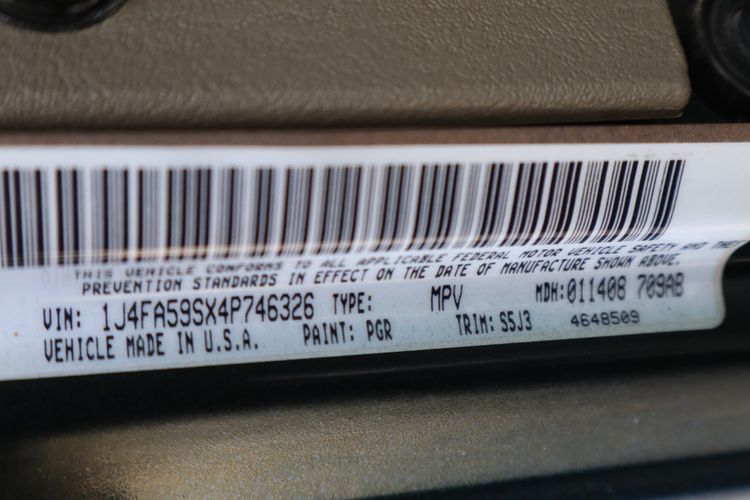 THIS VEHICLE CONFORMS TO ALL APPLICABLE FEDERAL MOTOR VEHICLE SAFETY AND THEFT
PREVENTION STANDARDS IN EFFECT ON THE DATE OF MANUFACTURE SHOWN ABOVE.
VIN: 1J4FA59SX4P746326 TYPE: MPV MDH:011408 709AB
VEHICLE MADE IN U.S.A. PAINT: PGR TRIM: S5J3 4648509